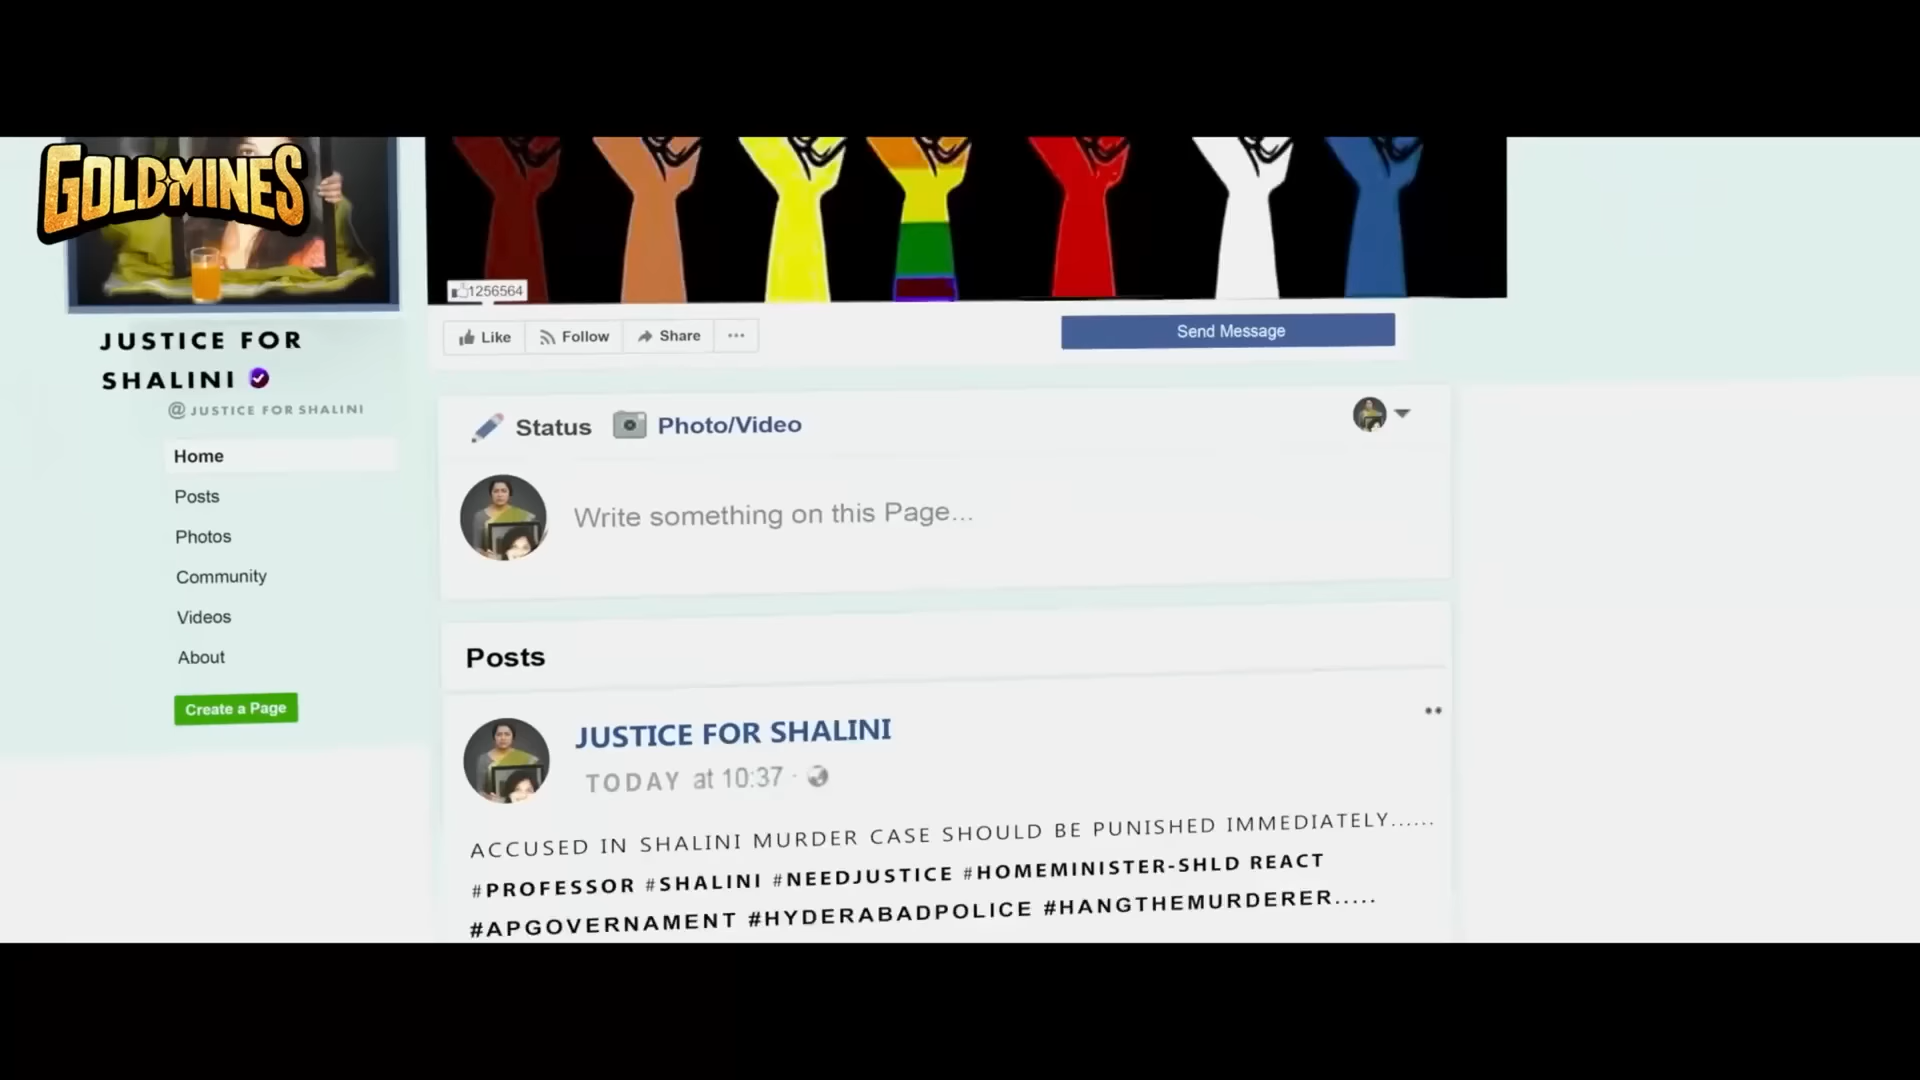 GOLDMINES
1256564
Like Follow Share ...
Send Message
JUSTICE FOR
SHALINI
@JUSTICE FOR SHALINI
Home
Posts
Photos
Community
Videos
About
Create a Page
Status Photo/Video
Write something on this Page...
Posts
JUSTICE FOR SHALINI
TODAY at 10:37 ·
ACCUSED IN SHALINI MURDER CASE SHOULD BE PUNISHED IMMEDIATELY......
#PROFESSOR #SHALINI #NEEDJUSTICE #HOMEMINISTER-SHLD REACT
#APGOVERNAMENT #HYDERABADPOLICE #HANGTHEMURDERER.....